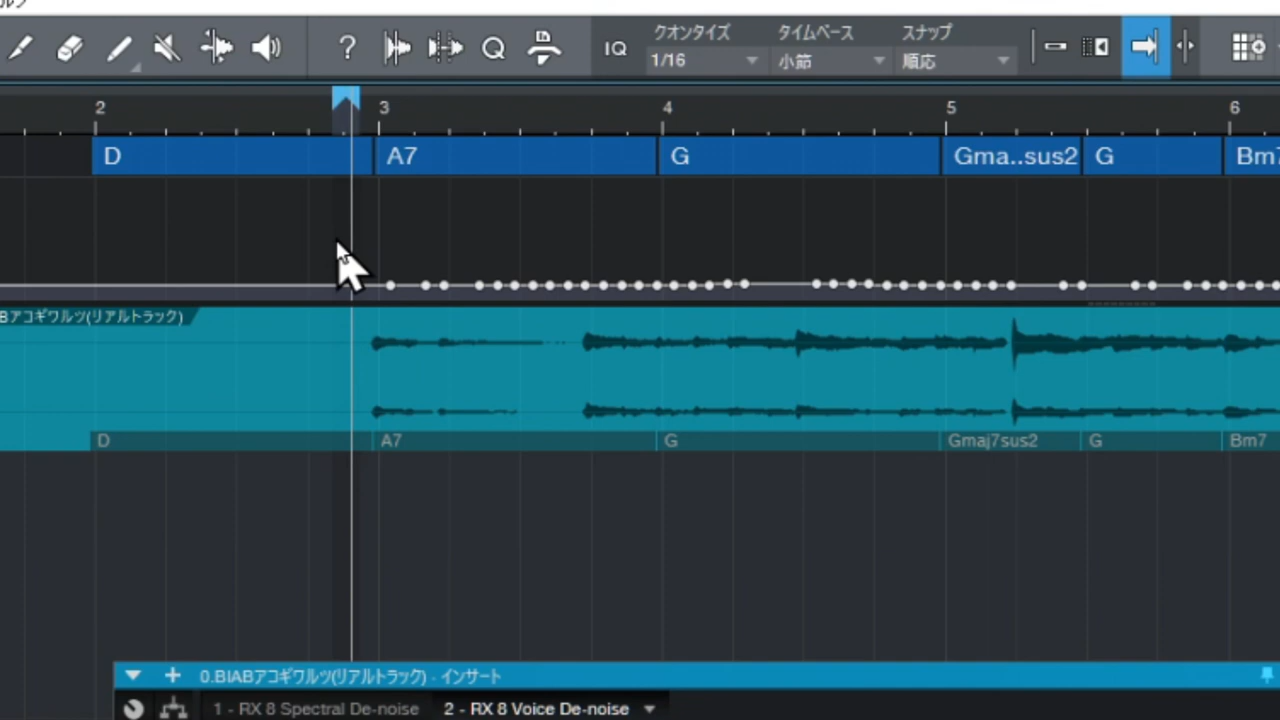 IQ
クオンタイズ タイムベース スナップ
1/16 小節 順応
2 3 4 5 6
D A7 G Gma..sus2 G Bm7
アコギワルツ(リアルトラック)
D A7 G Gmaj7sus2 G Bm7
0.BIABアコギワルツ(リアルトラック) - インサート
1 - RX 8 Spectral De-noise 2 - RX 8 Voice De-noise